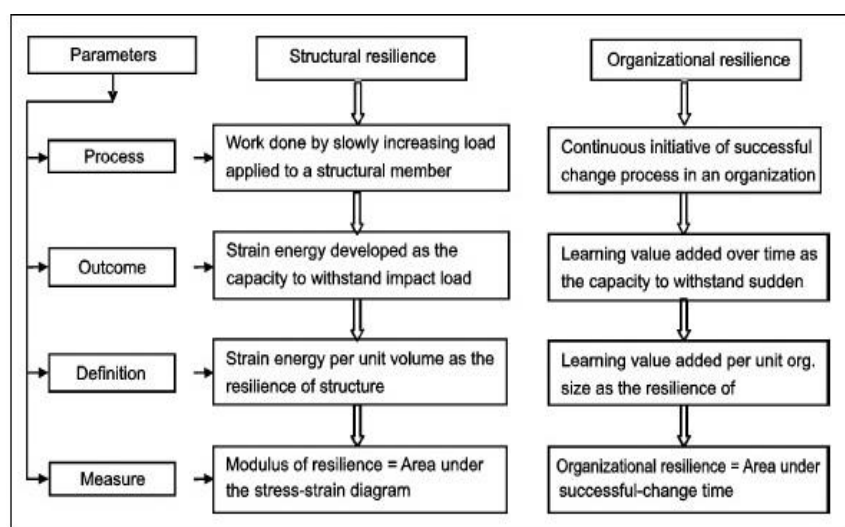 Parameters
Structural resilience
Organizational resilience
Process
Work done by slowly increasing load
applied to a structural member
Continuous initiative of successful
change process in an organization
Outcome
Strain energy developed as the
capacity to withstand impact load
Learning value added over time as
the capacity to withstand sudden
Definition
Strain energy per unit volume as the
resilience of structure
Learning value added per unit org.
size as the resilience of
Measure
Modulus of resilience = Area under
the stress-strain diagram
Organizational resilience = Area under
successful-change time